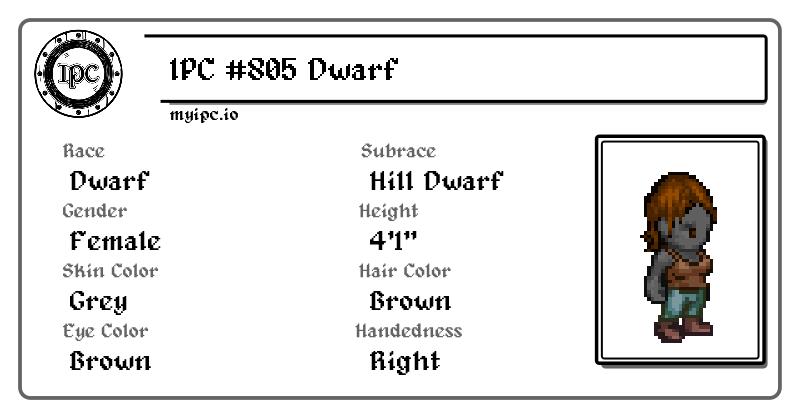 IPC
IPC #805 Dwarf
myipc.io
Race
Dwarf
Subrace
Hill Dwarf
Gender
Female
Height
4'1"
Skin Color
Grey
Hair Color
Brown
Eye Color
Brown
Handedness
Right